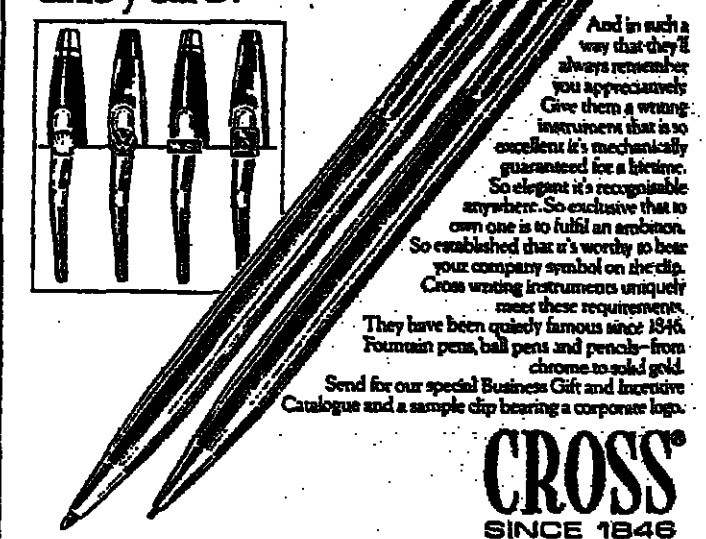 And in such a
way that they'll
always remember
you appreciatively
Give them a writing
instrument that is so
excellent it's mechanically
guaranteed for a lifetime.
So elegant it's recognisable
anywhere. So exclusive that to
own one is to fulfil an ambition.
So established that it's worthy to bear
your company symbol on the clip.
Cross writing instruments uniquely
meet these requirements.
They have been quietly famous since 1846.
Fountain pens, ball pens and pencils-from
chrome to solid gold.
Send for our special Business Gift and Incentive
Catalogue and a sample clip bearing a corporate logo.
CROSS®
SINCE 1846